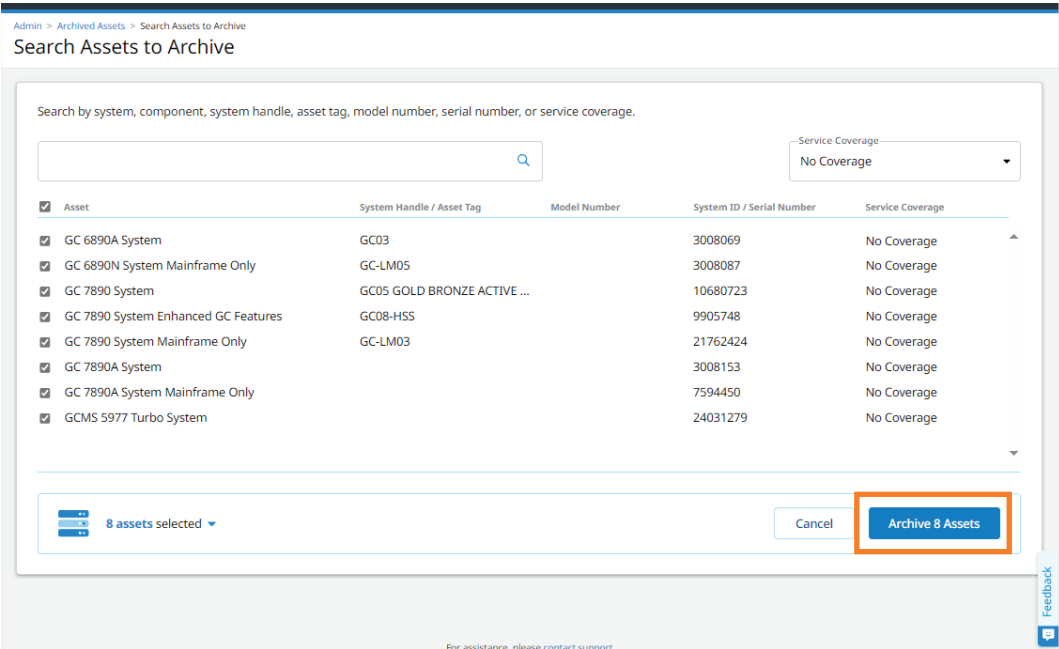 Admin > Archived Assets > Search Assets to Archive
Search Assets to Archive
Search by system, component, system handle, asset tag, model number, serial number, or service coverage.
Service Coverage
No Coverage
Asset System Handle / Asset Tag Model Number System ID / Serial Number Service Coverage
GC 6890A System GC03 3008069 No Coverage
GC 6890N System Mainframe Only GC-LM05 3008087 No Coverage
GC 7890 System GC05 GOLD BRONZE ACTIVE ... 10680723 No Coverage
GC 7890 System Enhanced GC Features GC08-HSS 9905748 No Coverage
GC 7890 System Mainframe Only GC-LM03 21762424 No Coverage
GC 7890A System 3008153 No Coverage
GC 7890A System Mainframe Only 7594450 No Coverage
GCMS 5977 Turbo System 24031279 No Coverage
8 assets selected Cancel Archive 8 Assets
Feedback
For assistance, please contact support